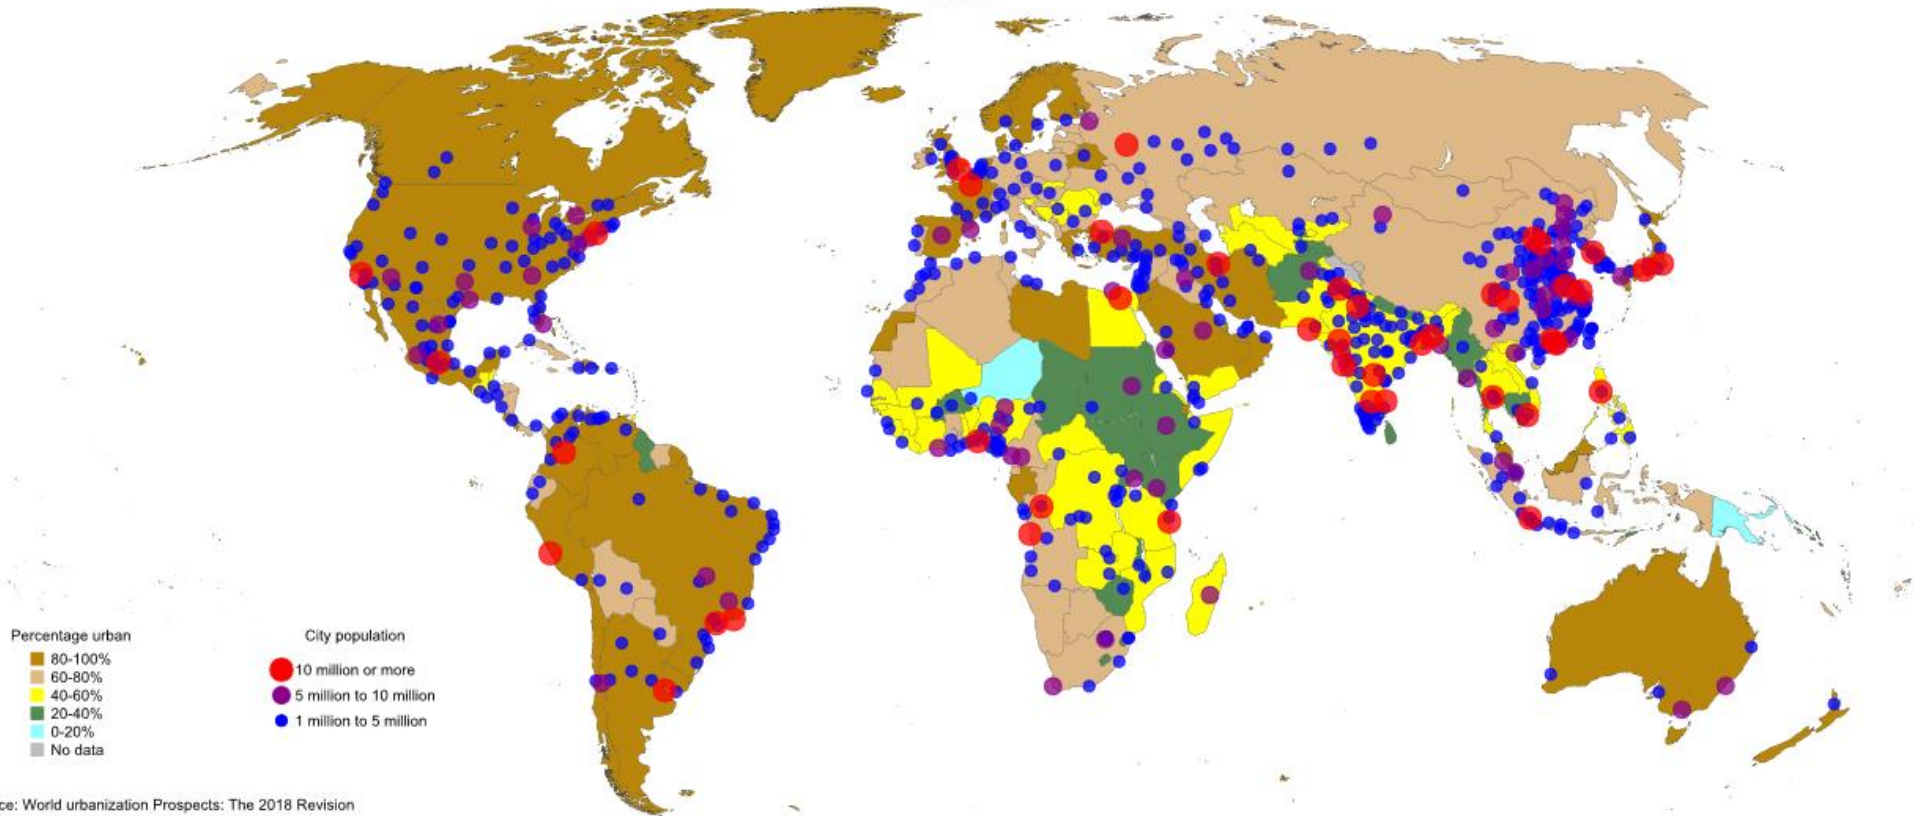 Percentage urban
80-100%
60-80%
40-60%
20-40%
0-20%
No data
City population
10 million or more
5 million to 10 million
1 million to 5 million
ce: World urbanization Prospects: The 2018 Revision